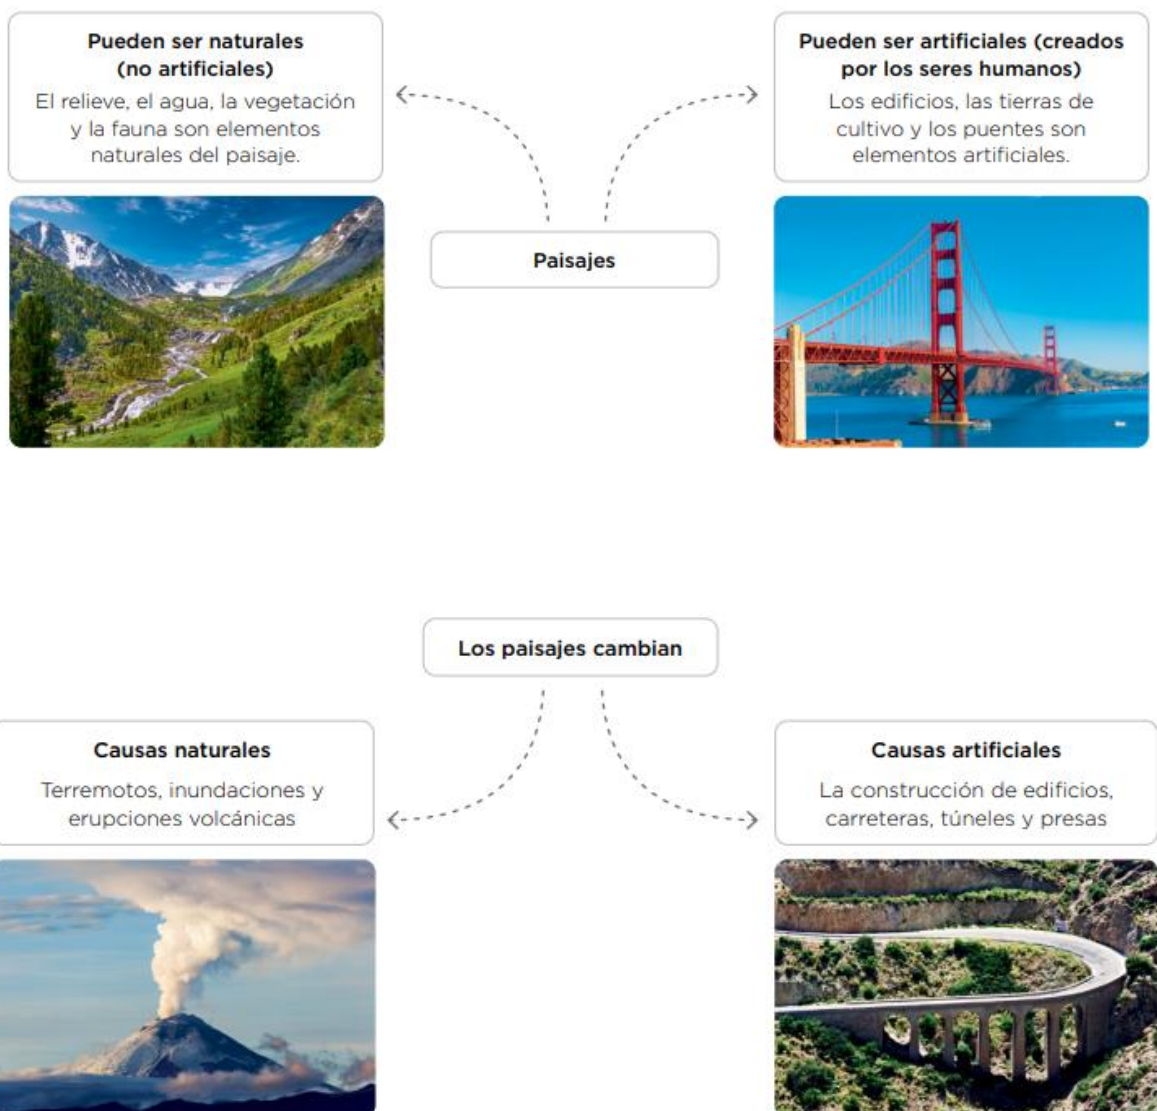 Pueden ser naturales
(no artificiales)
El relieve, el agua, la vegetación
y la fauna son elementos
naturales del paisaje.
Pueden ser artificiales (creados
por los seres humanos)
Los edificios, las tierras de
cultivo y los puentes son
elementos artificiales.
Paisajes
Los paisajes cambian
Causas naturales
Terremotos, inundaciones y
erupciones volcánicas
Causas artificiales
La construcción de edificios,
carreteras, túneles y presas